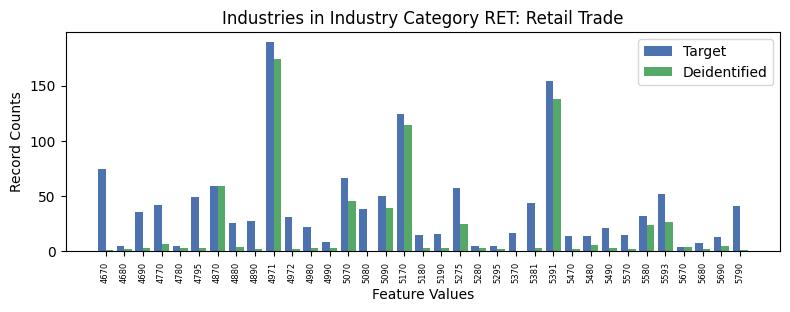 Industries in Industry Category RET: Retail Trade
Target
Deidentified
Record Counts
150
100
50
0
4670 4680 4690 4770 4780 4795 4870 4880 4890 4971 4972 4980 4990 5070 5080 5090 5170 5180 5190 5275 5280 5295 5370 5381 5391 5470 5480 5490 5570 5580 5593 5670 5680 5690 5790
Feature Values